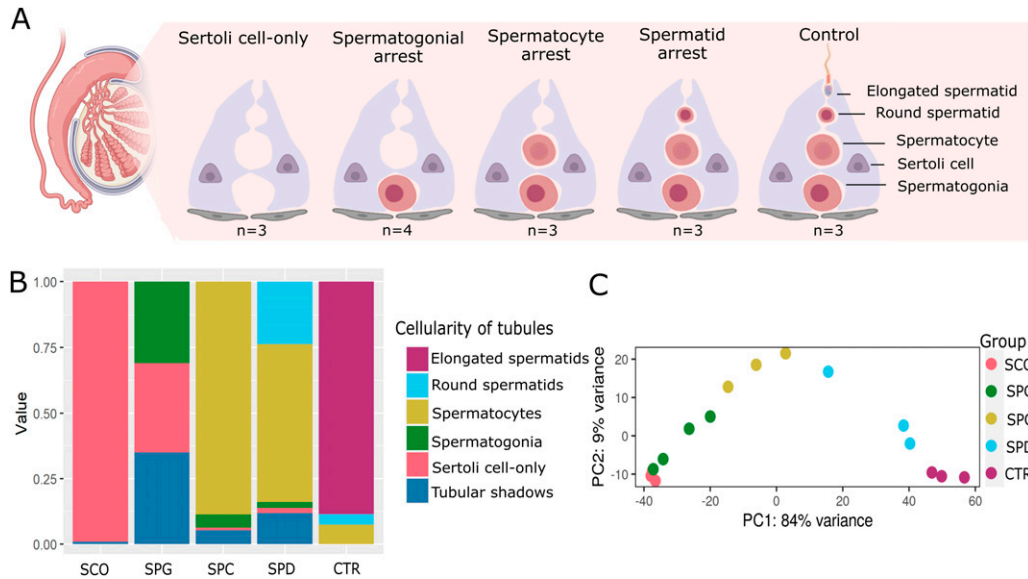 A
Sertoli cell-only
Spermatogonial
arrest
Spermatocyte
arrest
Spermatid
arrest
Control
Elongated spermatid
Round spermatid
Spermatocyte
Sertoli cell
Spermatogonia
n=3
n=4
n=3
n=3
n=3
B
Value
1.00
0.75
0.50
0.25
0.00
SCO
SPG
SPC
SPD
CTR
Cellularity of tubules
Elongated spermatids
Round spermatids
Spermatocytes
Spermatogonia
Sertoli cell-only
Tubular shadows
C
PC2: 9% variance
20
10
0
-10
-40
-20
0
20
40
60
PC1: 84% variance
Group
SCO
SPD
CTR